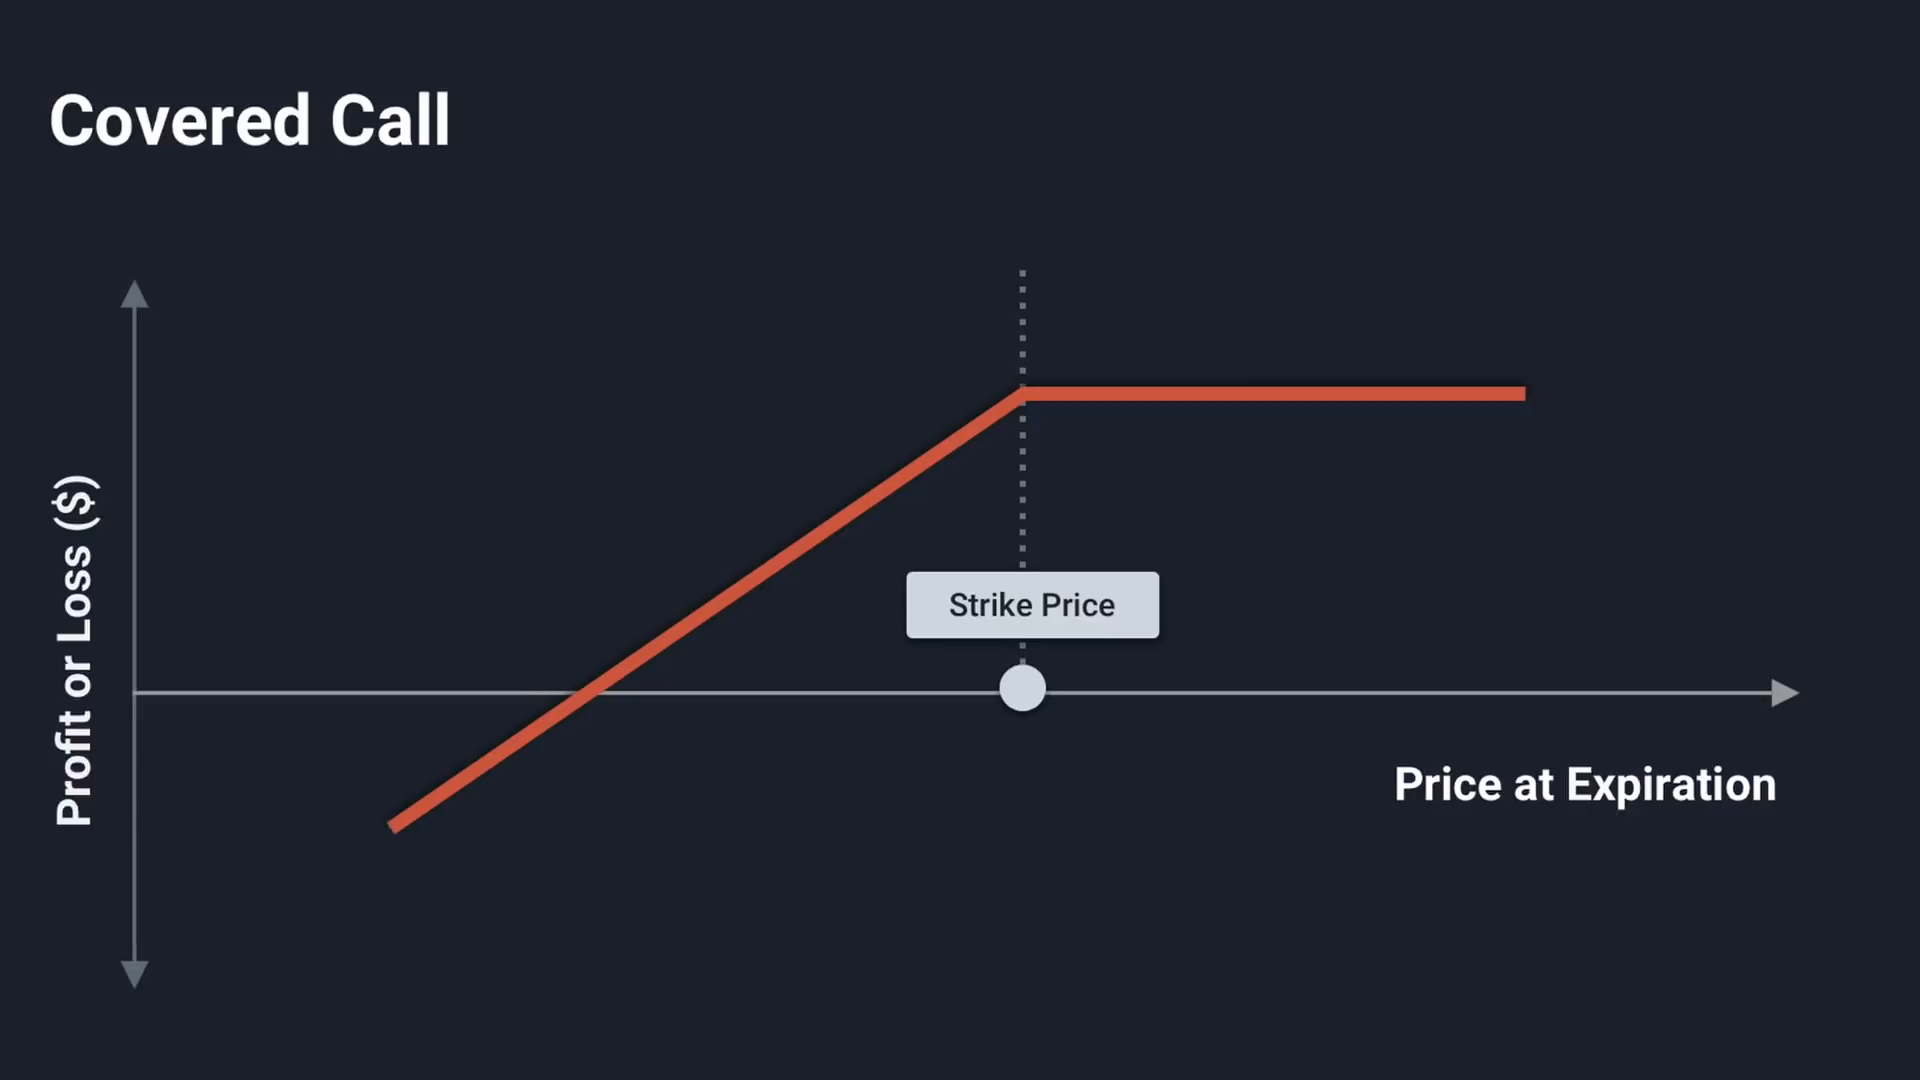 Covered Call
Profit or Loss ($)
Strike Price
Price at Expiration